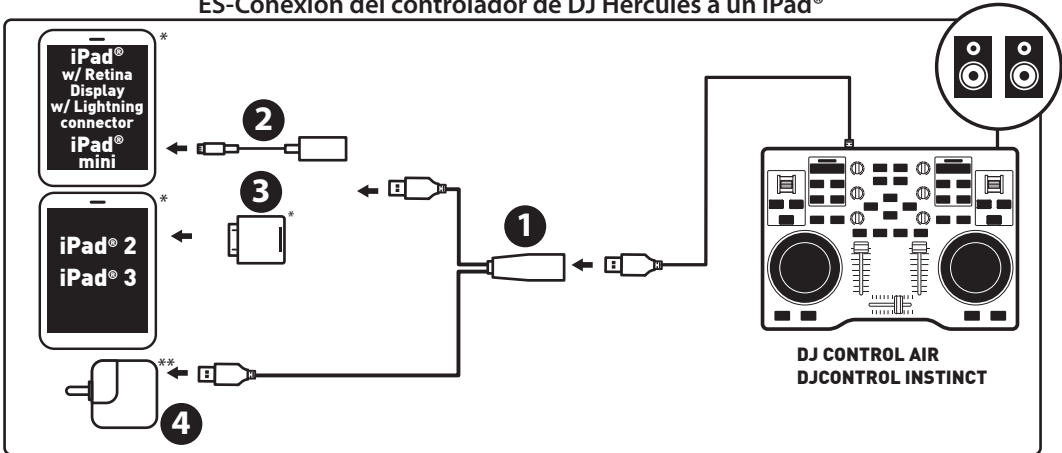 ES-Conexión del controlador de DJ Hercules a un iPad®
iPad® *
w/ Retina
Display
w/ Lightning
connector
iPad®
mini
2
3
*
*
iPad® 2
iPad® 3
1
**
4
DJ CONTROL AIR
DJCONTROL INSTINCT